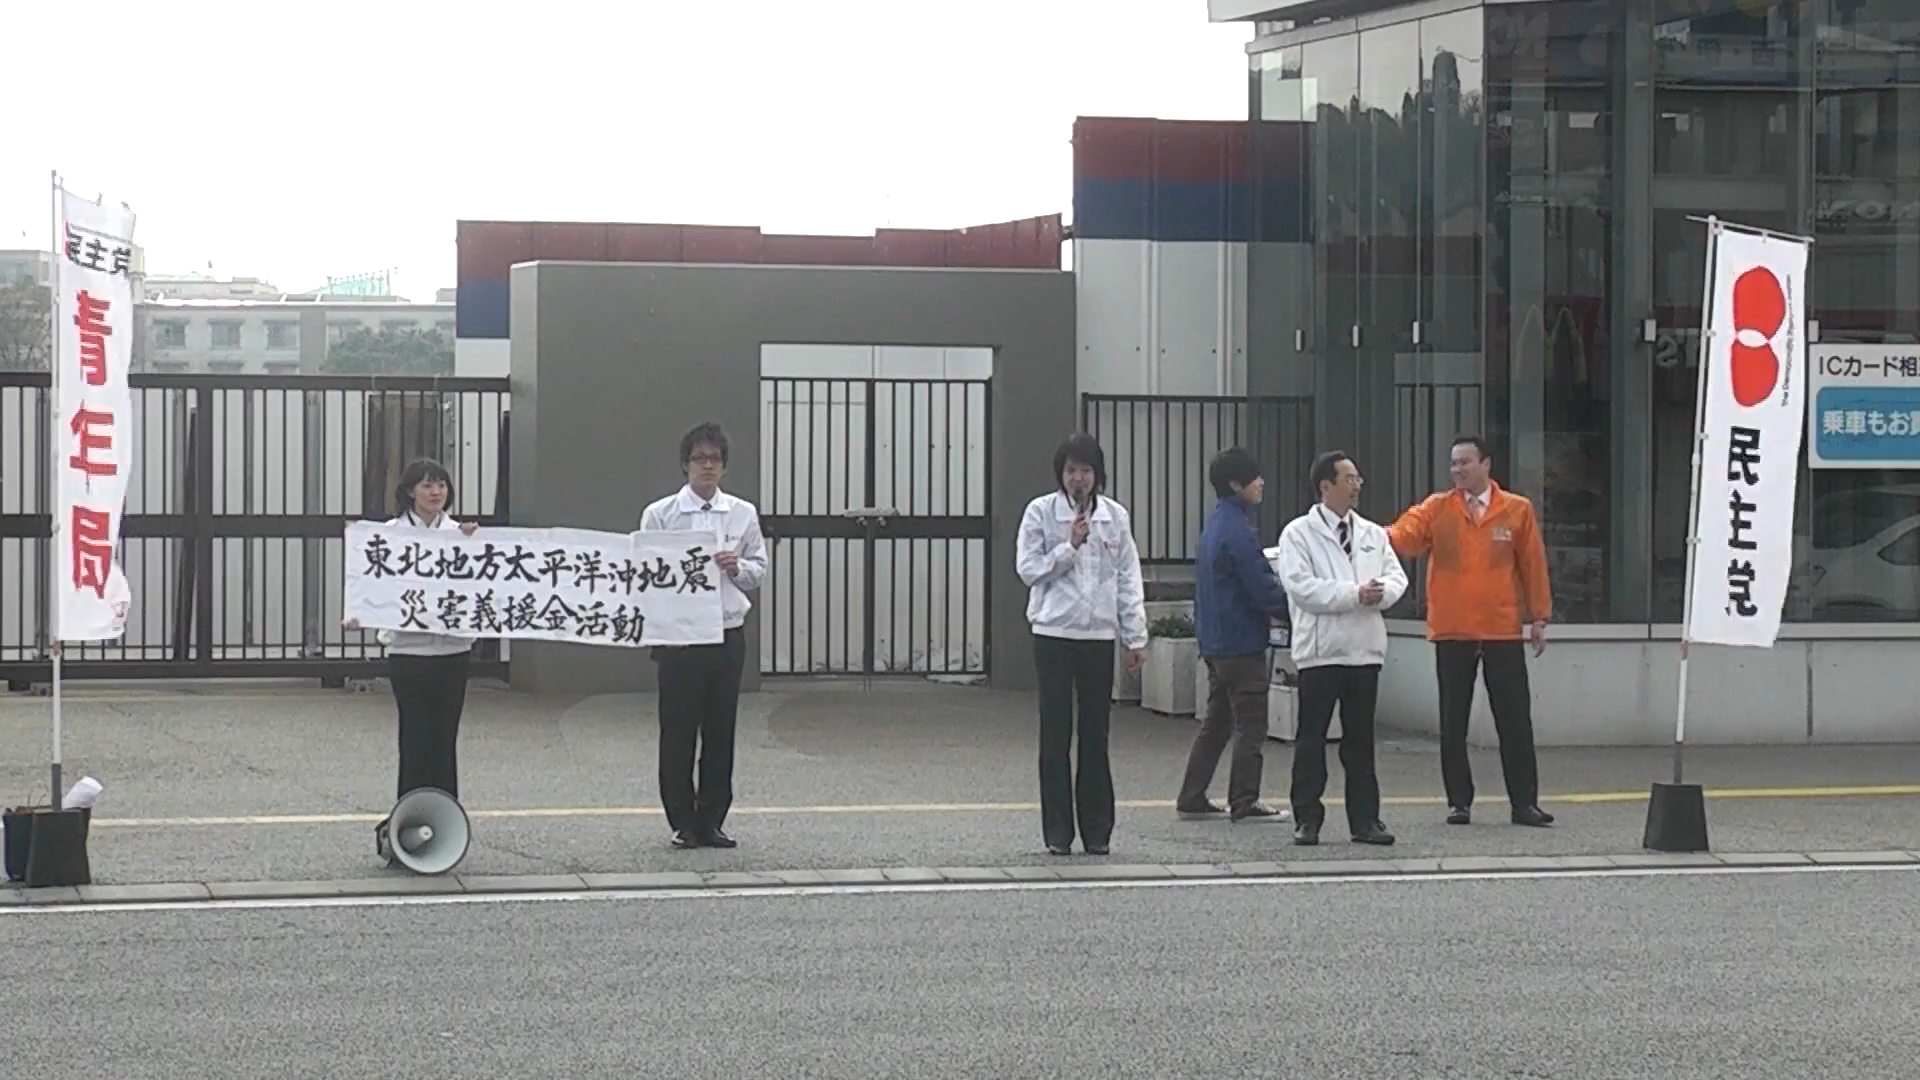 民主党
青年局
東北地方太平洋沖地震
災害義援金活動
民主党
ICカード相
乗車もお買